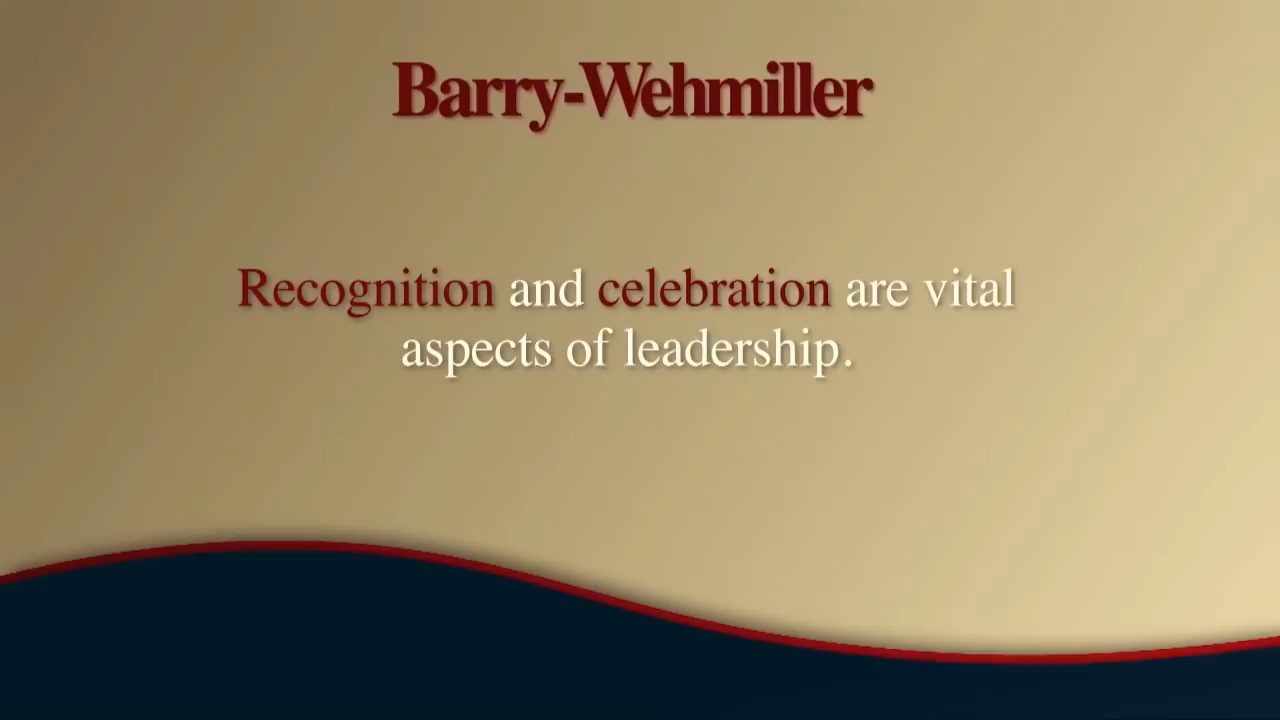 Barry-Wehmiller
Recognition and celebration are vital
aspects of leadership.